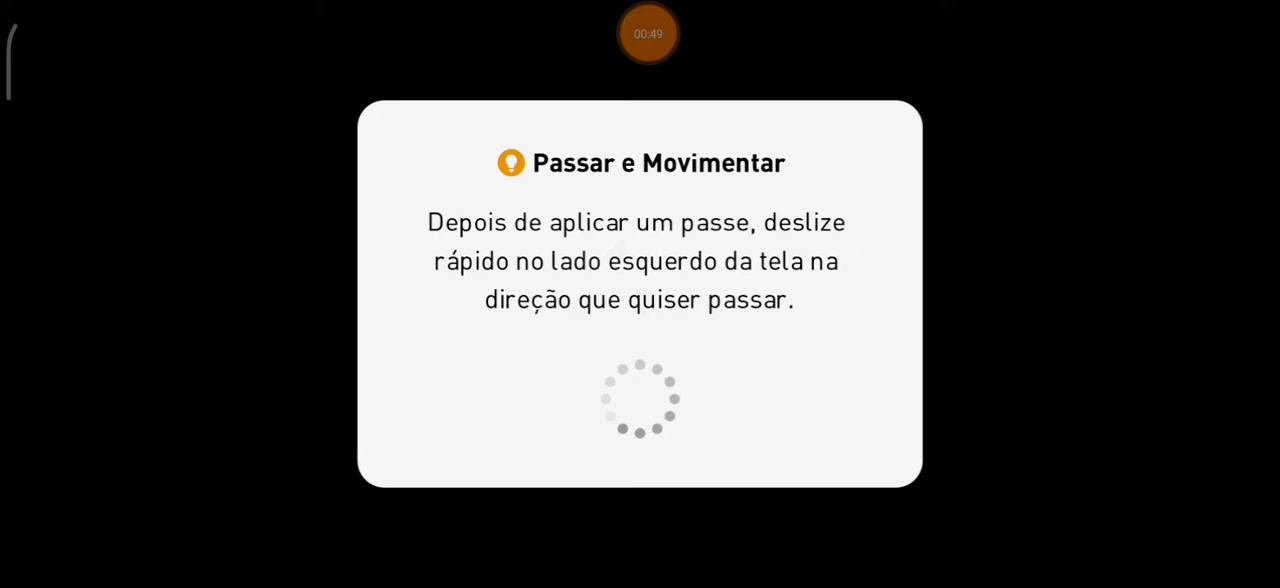 00:49
Passar e Movimentar
Depois de aplicar um passe, deslize
rápido no lado esquerdo da tela na
direção que quiser passar.